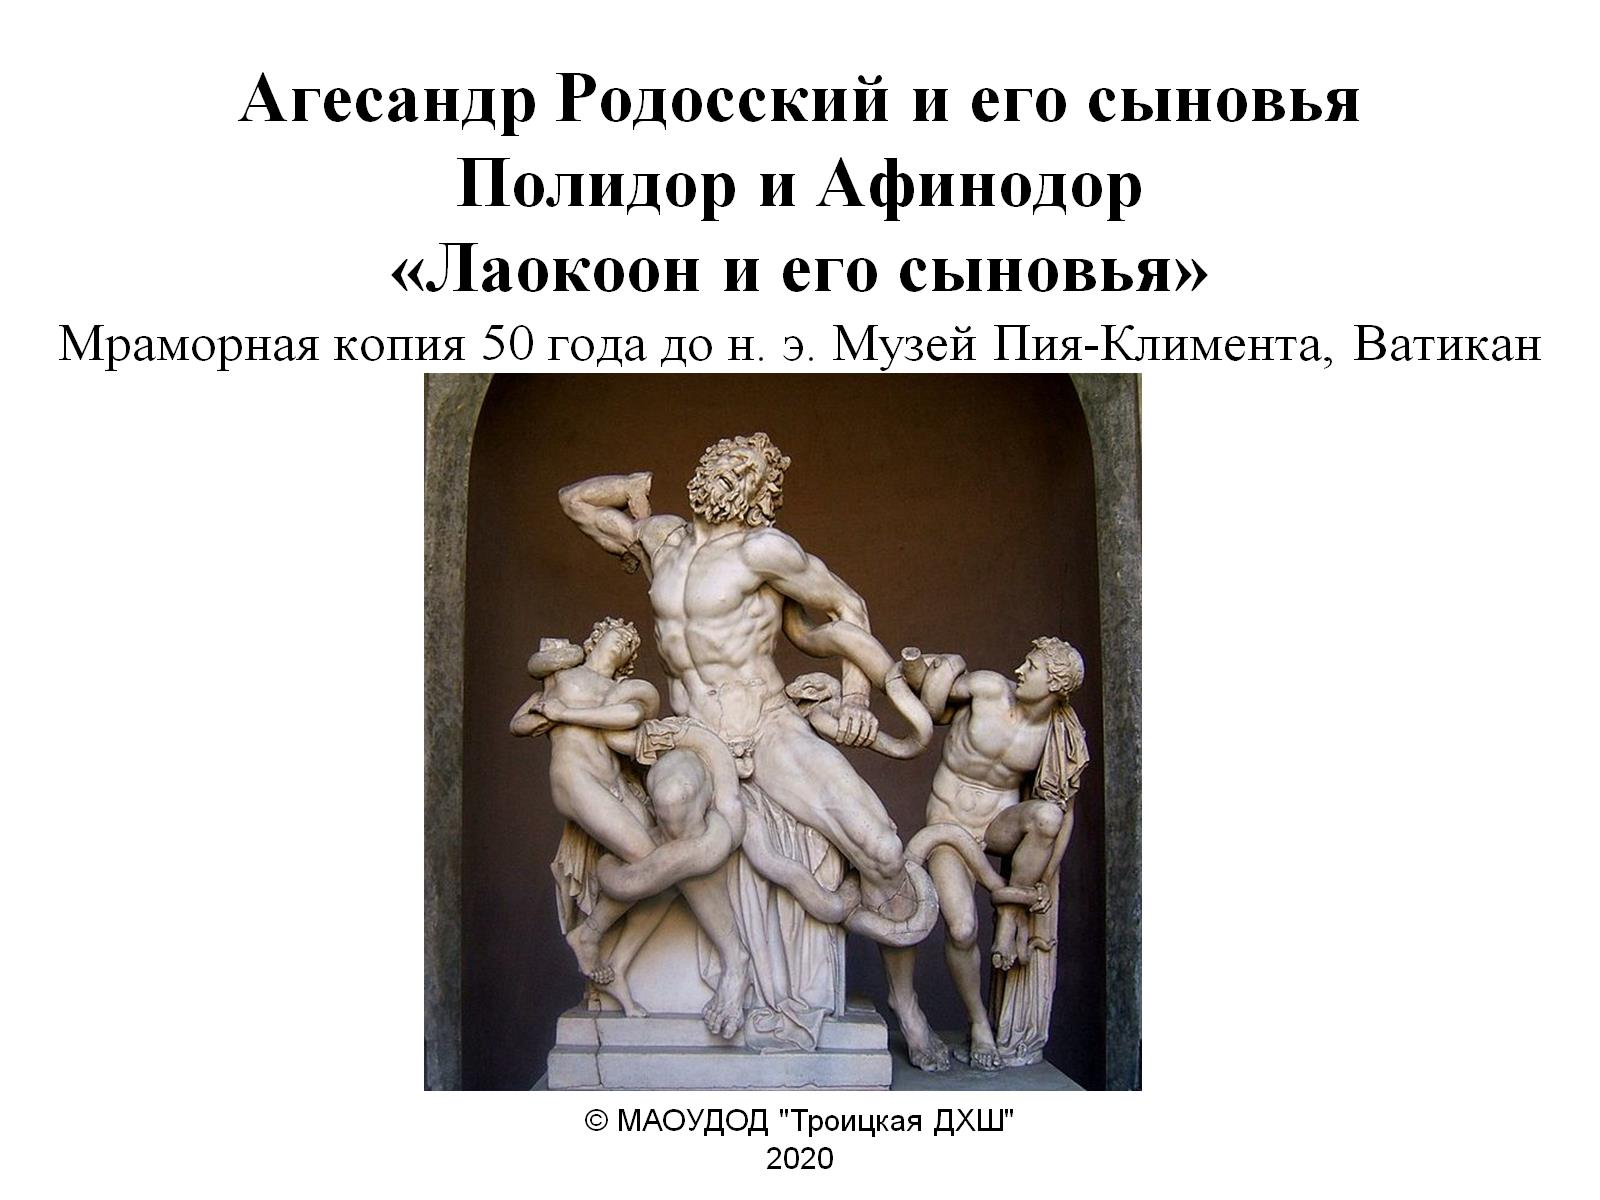 Агесандр Родосский и его сыновья
Полидор и Афинодор
«Лаокоон и его сыновья»
Мраморная копия 50 года до н. э. Музей Пия-Климента, Ватикан
© МАОУДОД "Троицкая ДХШ"
2020